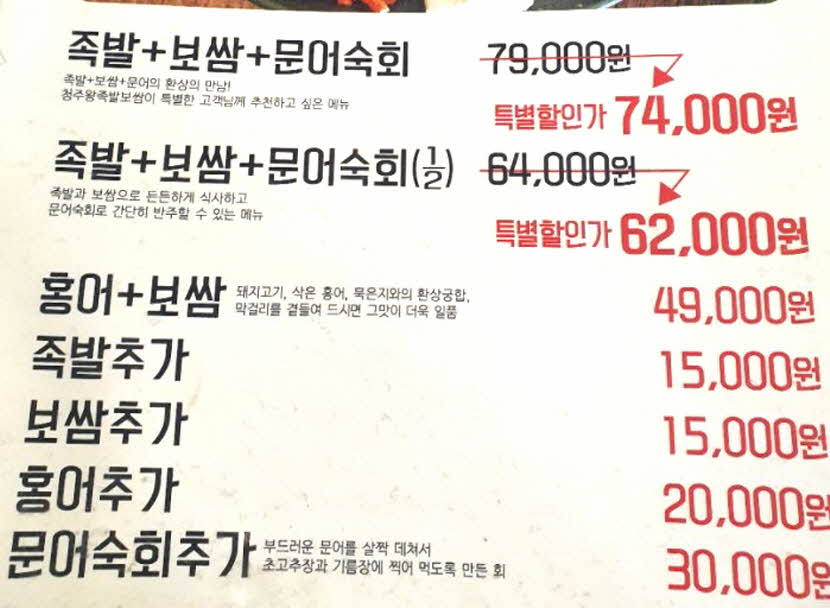 족발+보쌈+문어숙회 79,000원
족발+보쌈+문어의 환상의 만남!
청주왕족발보쌈이 특별한 고객님께 추천하고 싶은 메뉴
특별할인가 74,000원
족발+보쌈+문어숙회(1/2) 64,000원
족발과 보쌈으로 든든하게 식사하고
문어숙회로 간단히 반주할 수 있는 메뉴
특별할인가 62,000원
홍어+보쌈 돼지고기, 삭은 홍어, 묵은지와의 환상궁합, 49,000원
막걸리를 곁들여 드시면 그맛이 더욱 일품
족발추가 15,000원
보쌈추가 15,000원
홍어추가 20,000원
문어숙회추가 부드러운 문어를 살짝 데쳐서 30,000원
초고추장과 기름장에 찍어 먹도록 만든 회